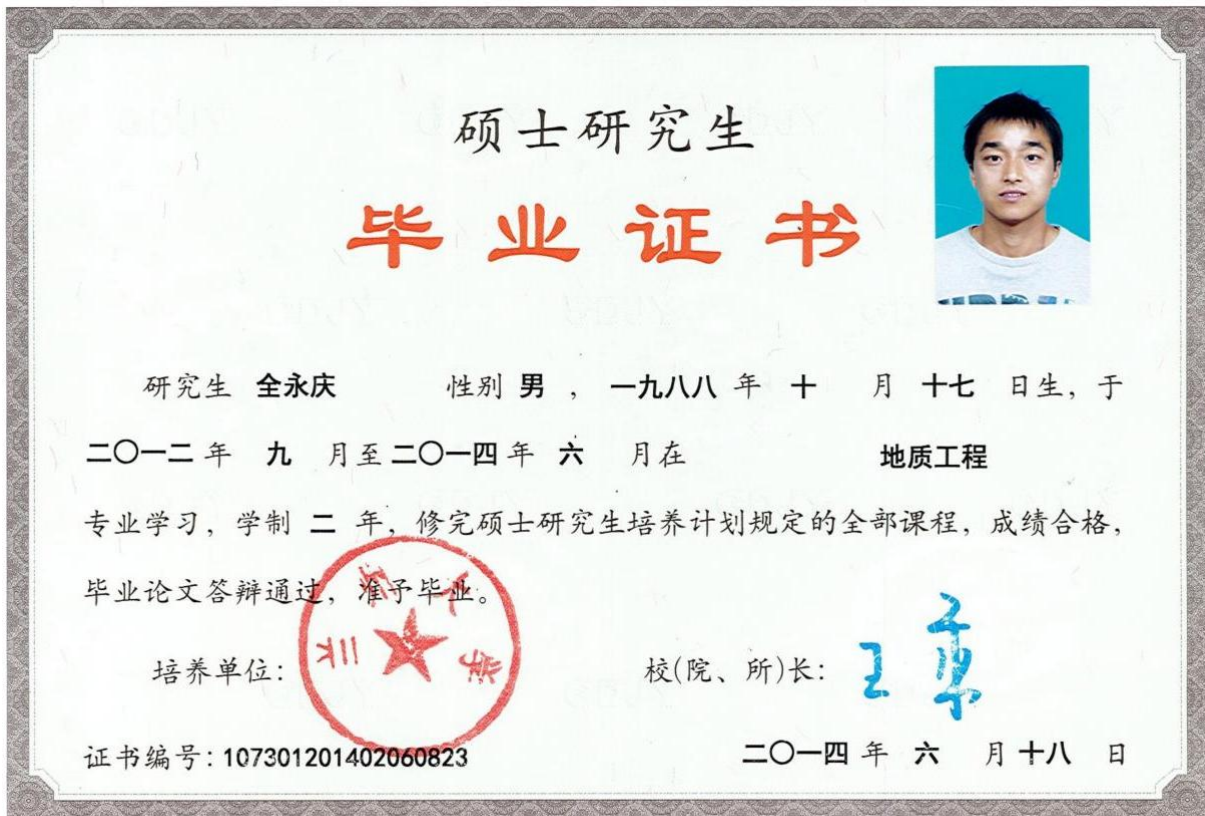 硕士研究生
毕业证书
研究生 全永庆 性别 男 ， 一九八八 年 十 月 十七 日生，于
二〇一二 年 九 月至 二〇一四 年 六 月在 地质工程
专业学习，学制 二 年，修完硕士研究生培养计划规定的全部课程，成绩合格，
毕业论文答辩通过，准予毕业。
培养单位：
兰州大学
校(院、所)长：
证书编号：107301201402060823
二〇一四 年 六 月 十八 日